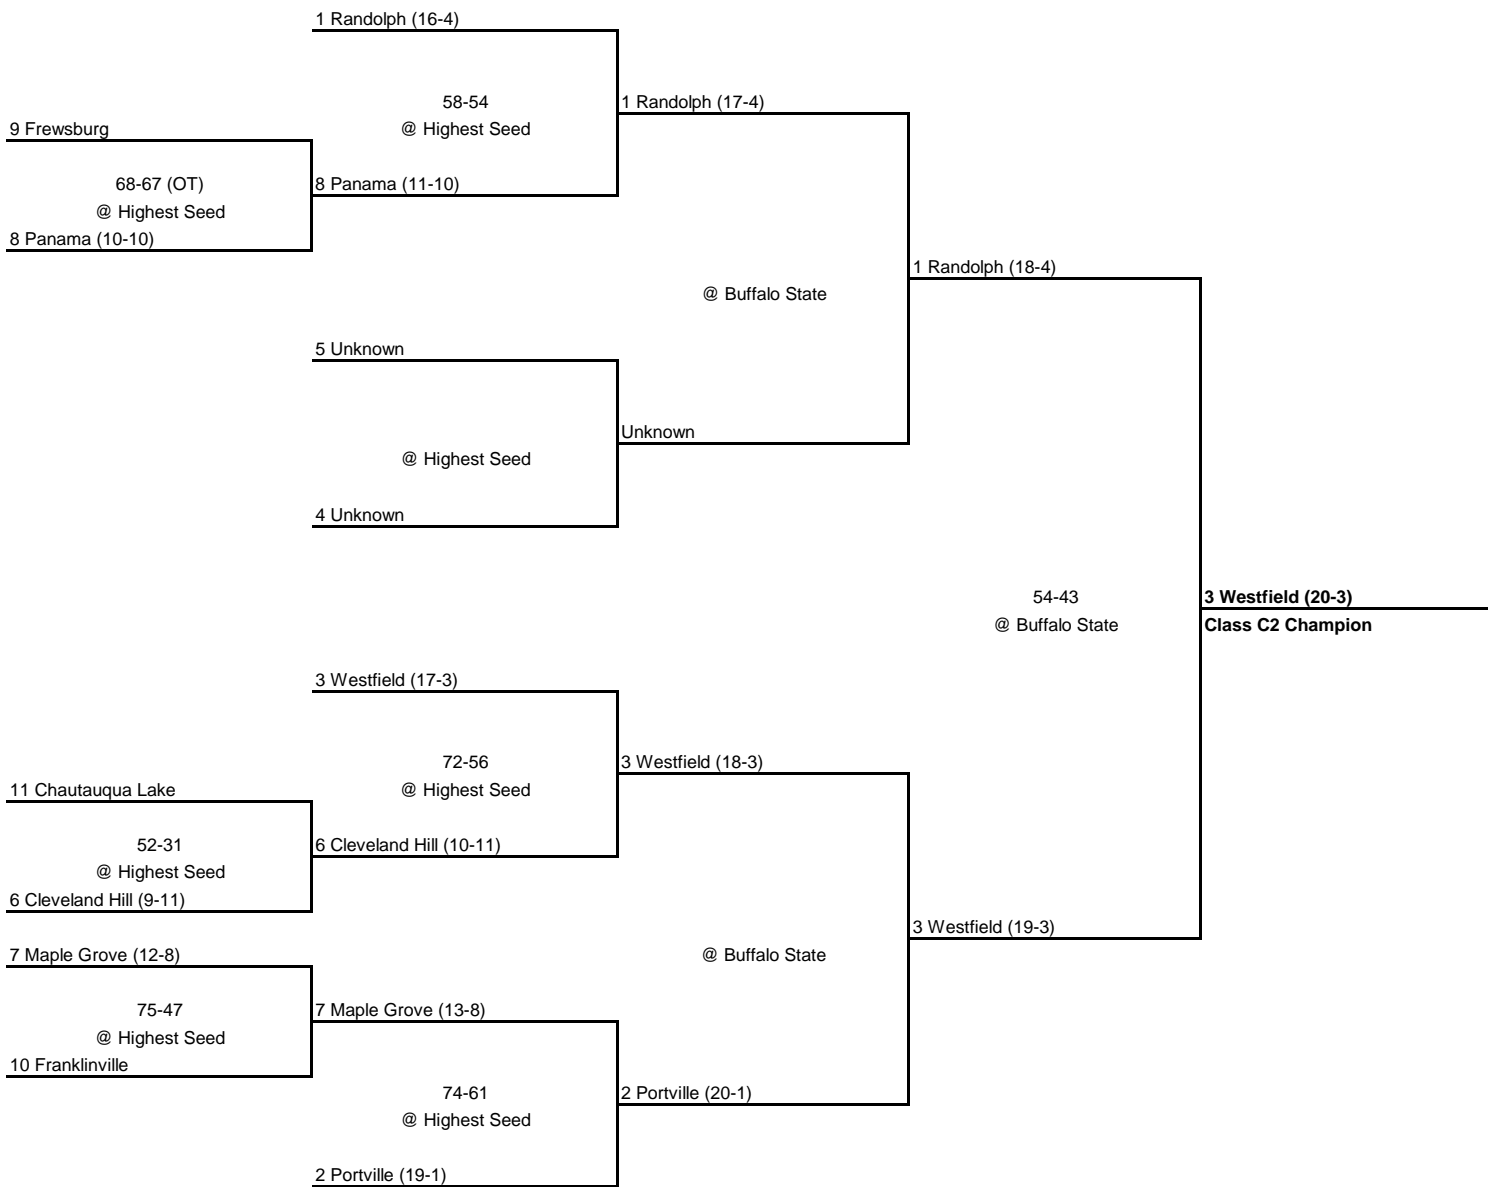 1 Randolph (16-4)
58-54
@ Highest Seed
1 Randolph (17-4)
9 Frewsburg
68-67 (OT)
@ Highest Seed
8 Panama (11-10)
8 Panama (10-10)
1 Randolph (18-4)
@ Buffalo State
5 Unknown
Unknown
@ Highest Seed
4 Unknown
54-43
@ Buffalo State
3 Westfield (20-3)
Class C2 Champion
3 Westfield (17-3)
72-56
@ Highest Seed
3 Westfield (18-3)
11 Chautauqua Lake
52-31
@ Highest Seed
6 Cleveland Hill (10-11)
6 Cleveland Hill (9-11)
3 Westfield (19-3)
@ Buffalo State
7 Maple Grove (12-8)
75-47
@ Highest Seed
7 Maple Grove (13-8)
10 Franklinville
74-61
@ Highest Seed
2 Portville (20-1)
2 Portville (19-1)